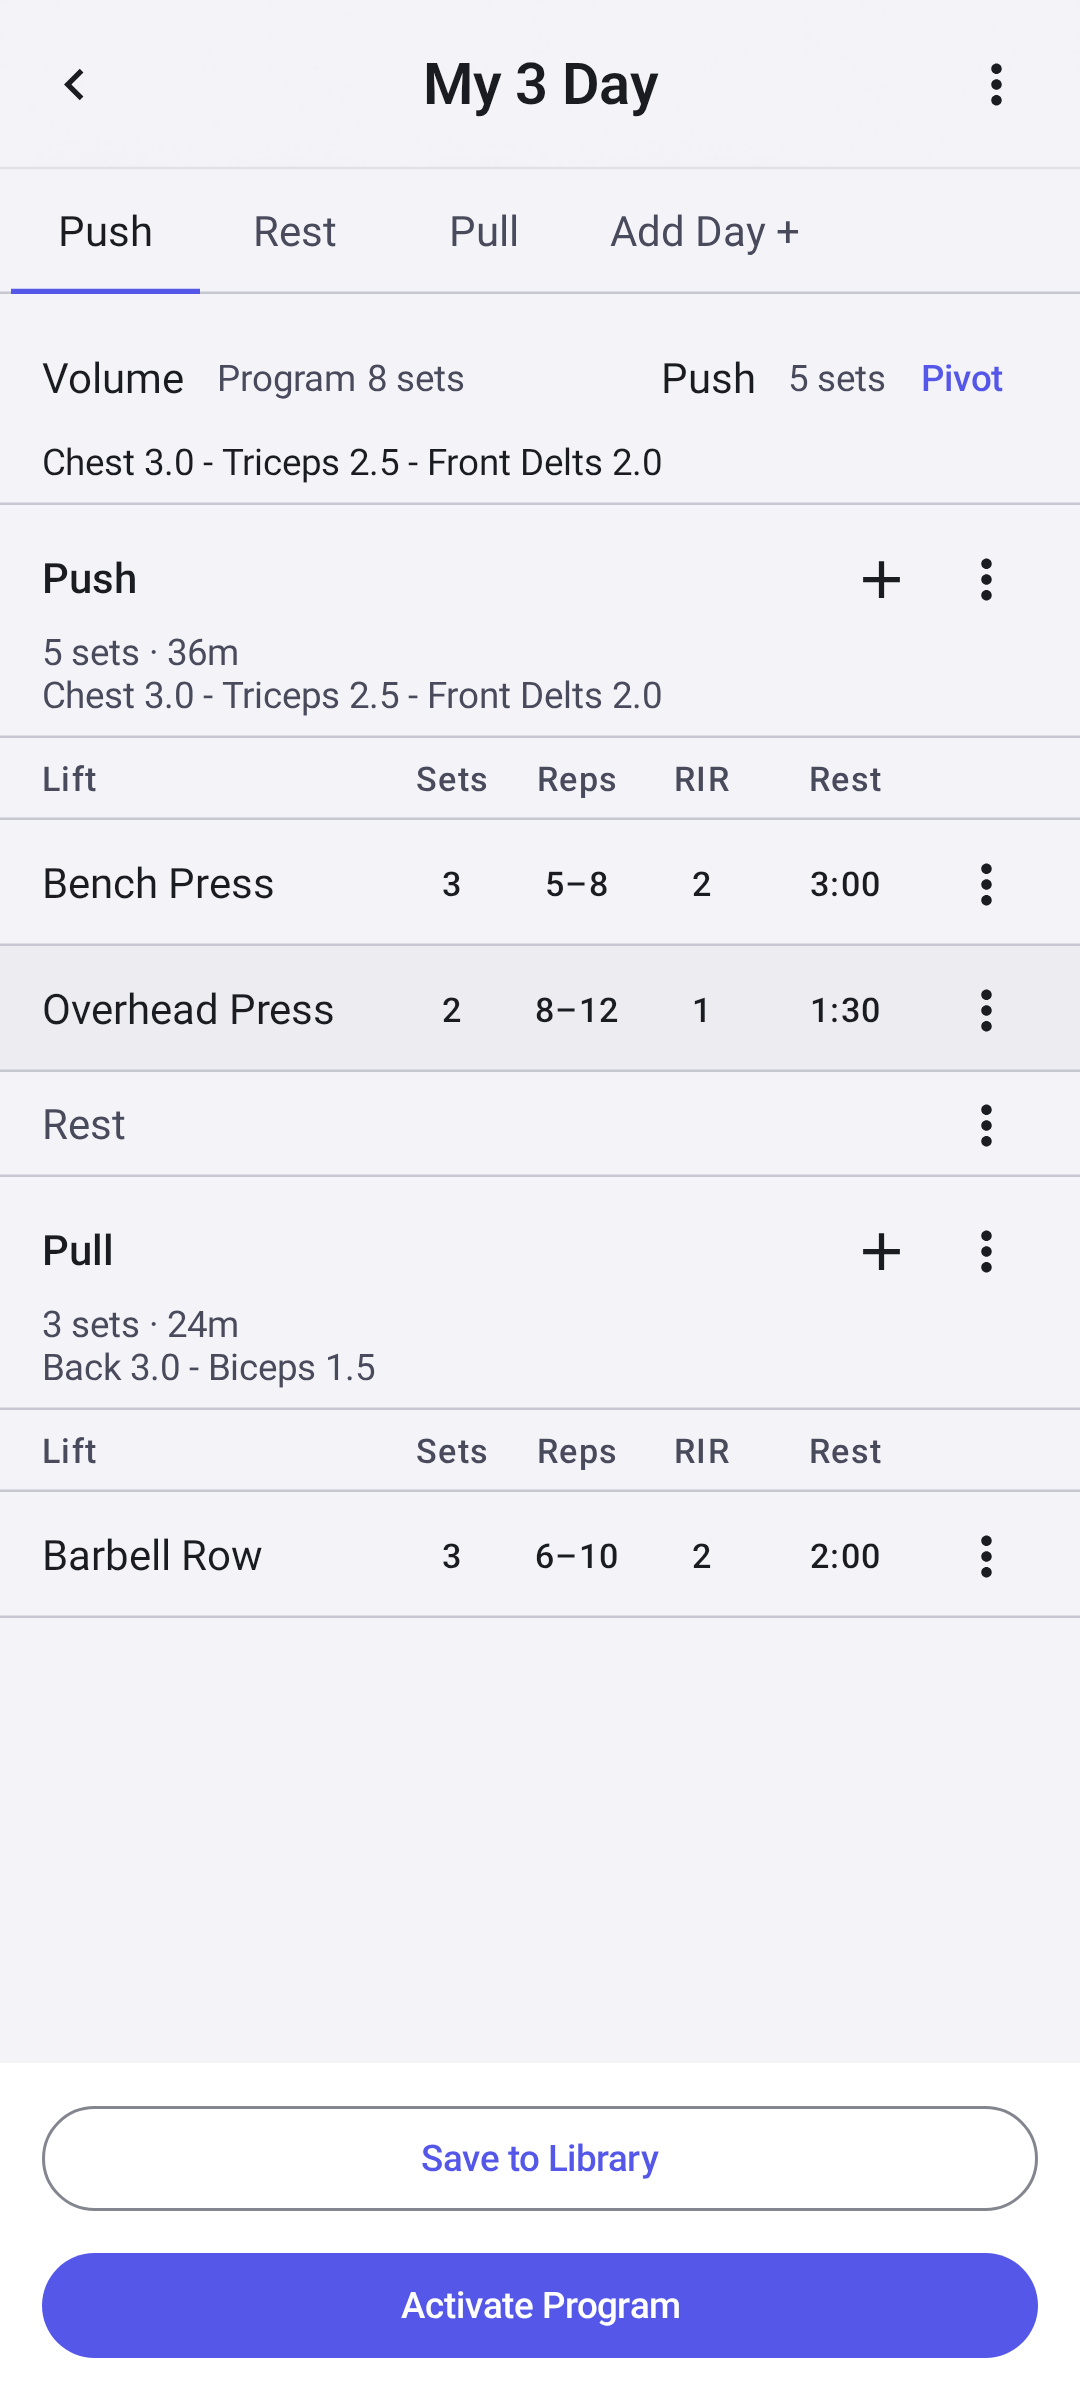 My 3 Day
Push Rest Pull Add Day +
Volume Program 8 sets Push 5 sets Pivot
Chest 3.0 - Triceps 2.5 - Front Delts 2.0
Push
5 sets · 36m
Chest 3.0 - Triceps 2.5 - Front Delts 2.0
Lift Sets Reps RIR Rest
Bench Press 3 5–8 2 3:00
Overhead Press 2 8–12 1 1:30
Rest
Pull
3 sets · 24m
Back 3.0 - Biceps 1.5
Lift Sets Reps RIR Rest
Barbell Row 3 6–10 2 2:00
Save to Library
Activate Program